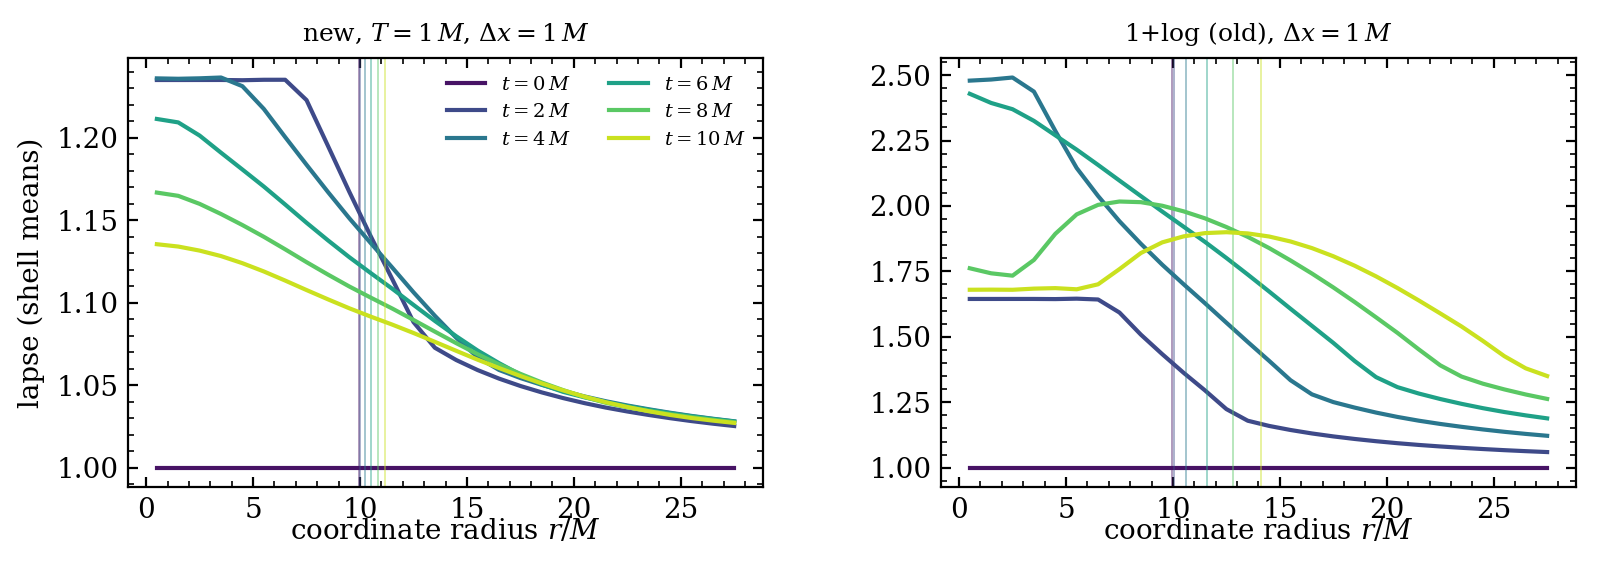 new, T = 1 M, Δx = 1 M
lapse (shell means)
1.20
1.15
1.10
1.05
1.00
t = 0 M
t = 2 M
t = 4 M
t = 6 M
t = 8 M
t = 10 M
0 5 10 15 20 25
coordinate radius r/M
1+log (old), Δx = 1 M
2.50
2.25
2.00
1.75
1.50
1.25
1.00
0 5 10 15 20 25
coordinate radius r/M